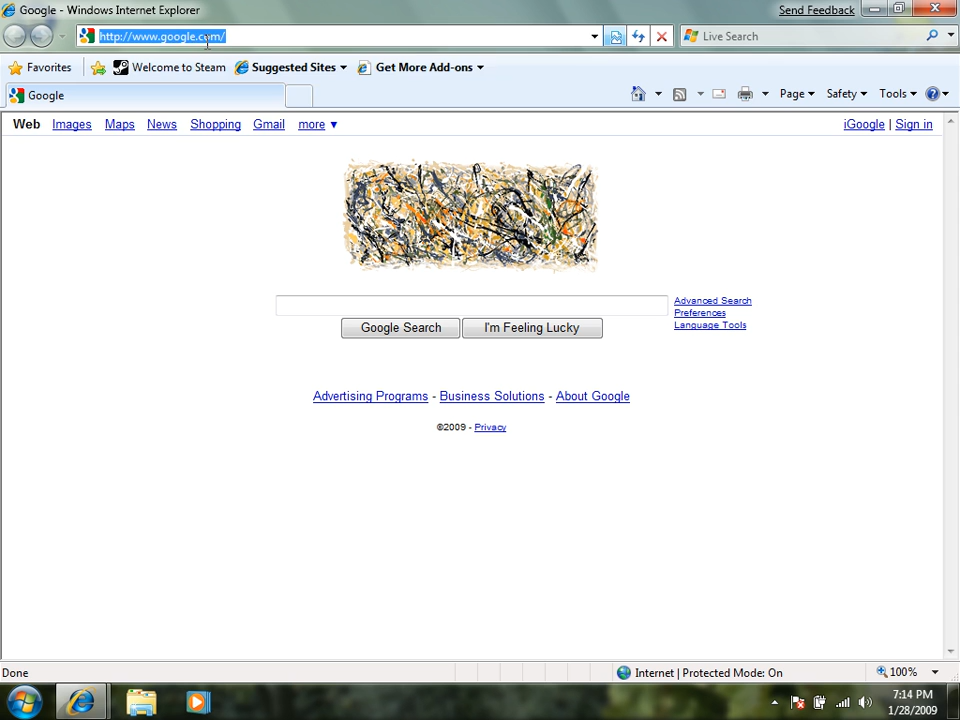 Google - Windows Internet Explorer
Send Feedback
http://www.google.com/
Live Search
Favorites
Welcome to Steam
Suggested Sites
Get More Add-ons
Google
Page
Safety
Tools
Web Images Maps News Shopping Gmail more ▼
iGoogle | Sign in
Advanced Search
Preferences
Language Tools
Google Search
I'm Feeling Lucky
Advertising Programs - Business Solutions - About Google
©2009 - Privacy
Done
Internet | Protected Mode: On
100%
7:14 PM
1/28/2009